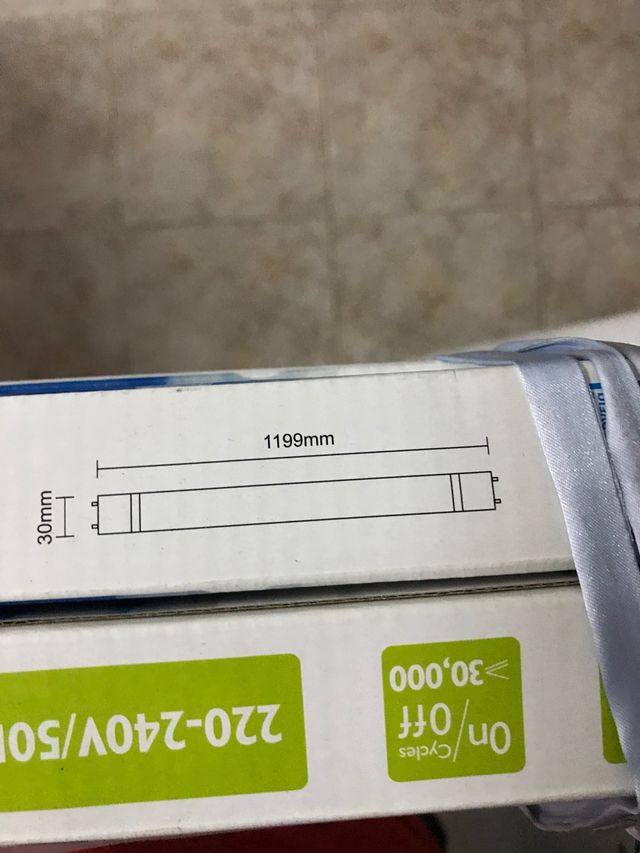 1199mm
30mm
220-240V/50
On/Off
Cycles
⩾30,000